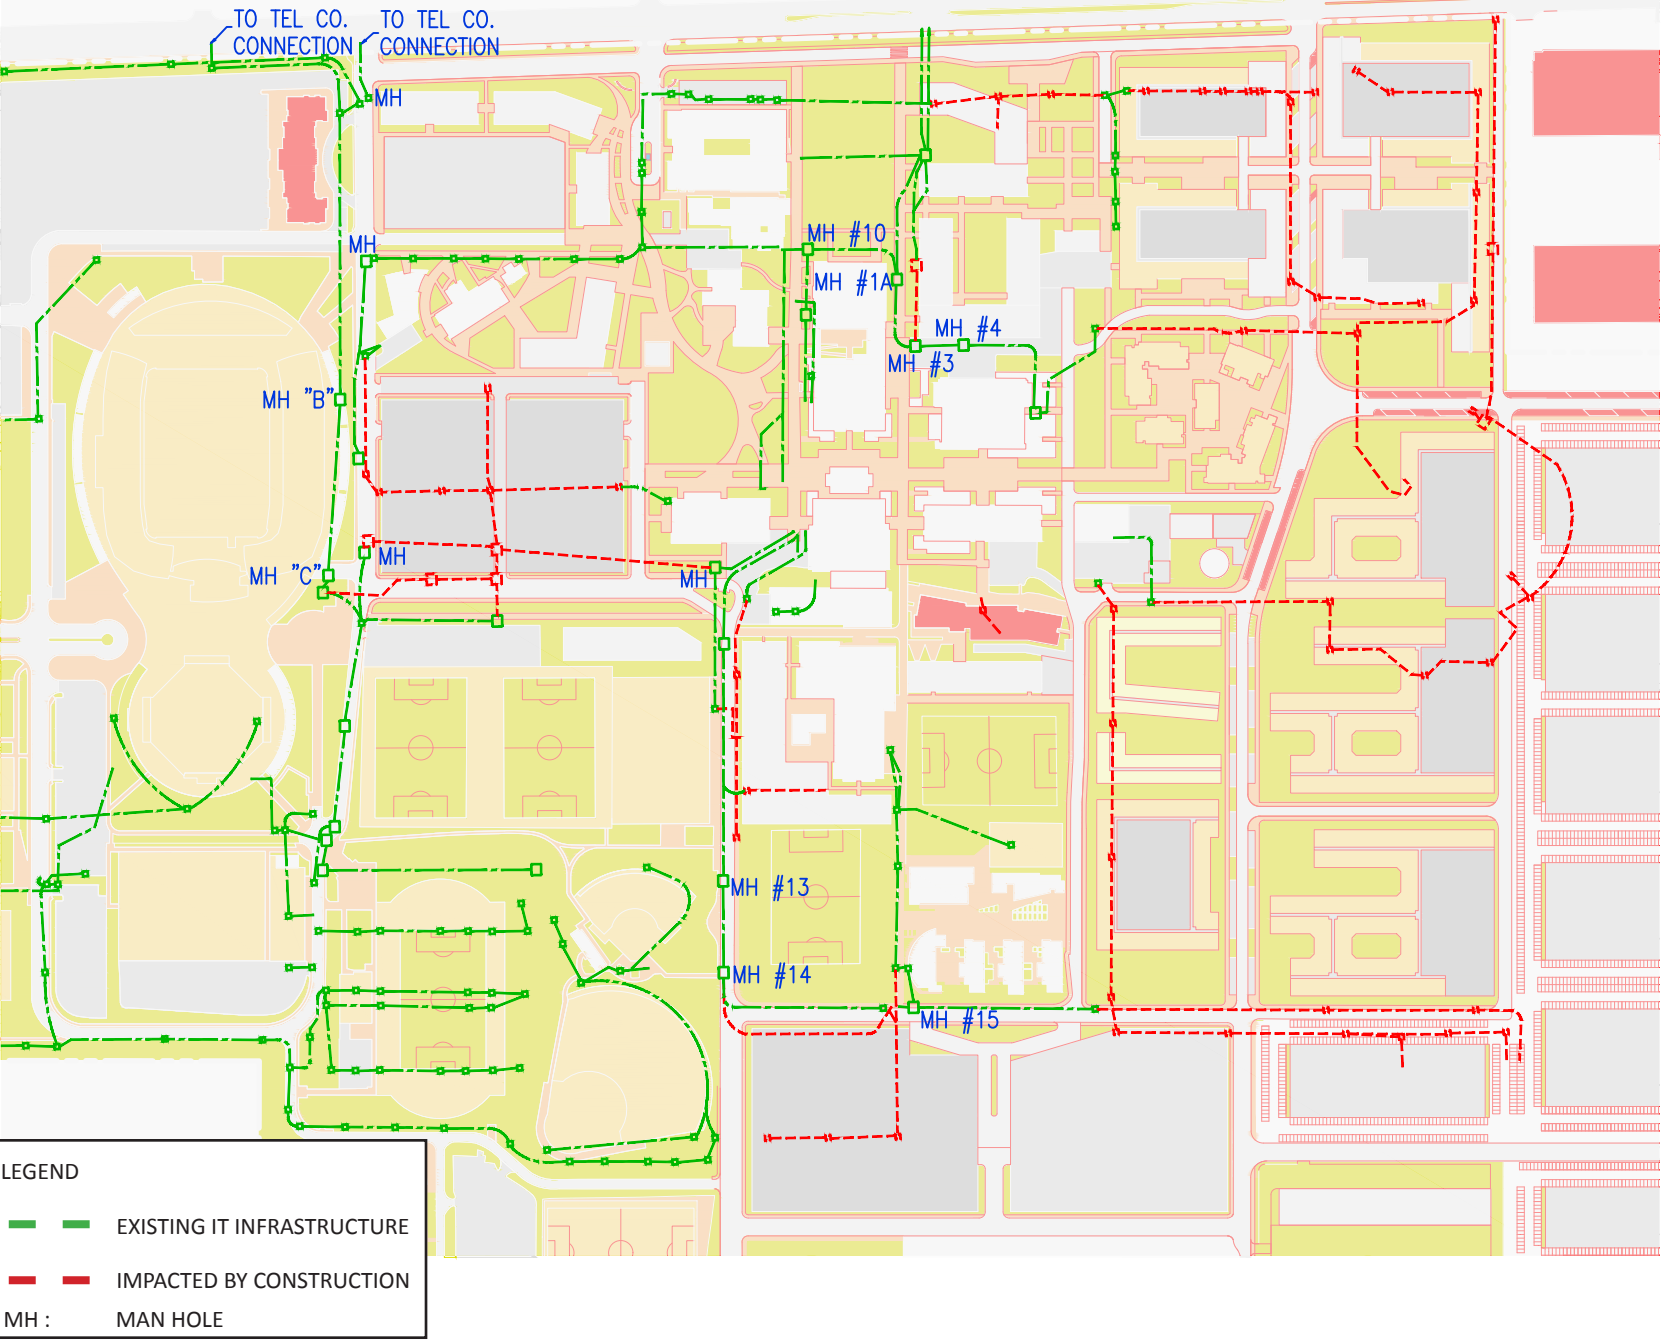 TO TEL CO.
CONNECTION
TO TEL CO.
CONNECTION
MH
MH
MH #10
MH #1A
MH #4
MH #3
MH "B"
MH
MH "C"
MH
MH #13
MH #14
MH #15
LEGEND
EXISTING IT INFRASTRUCTURE
IMPACTED BY CONSTRUCTION
MH : MAN HOLE